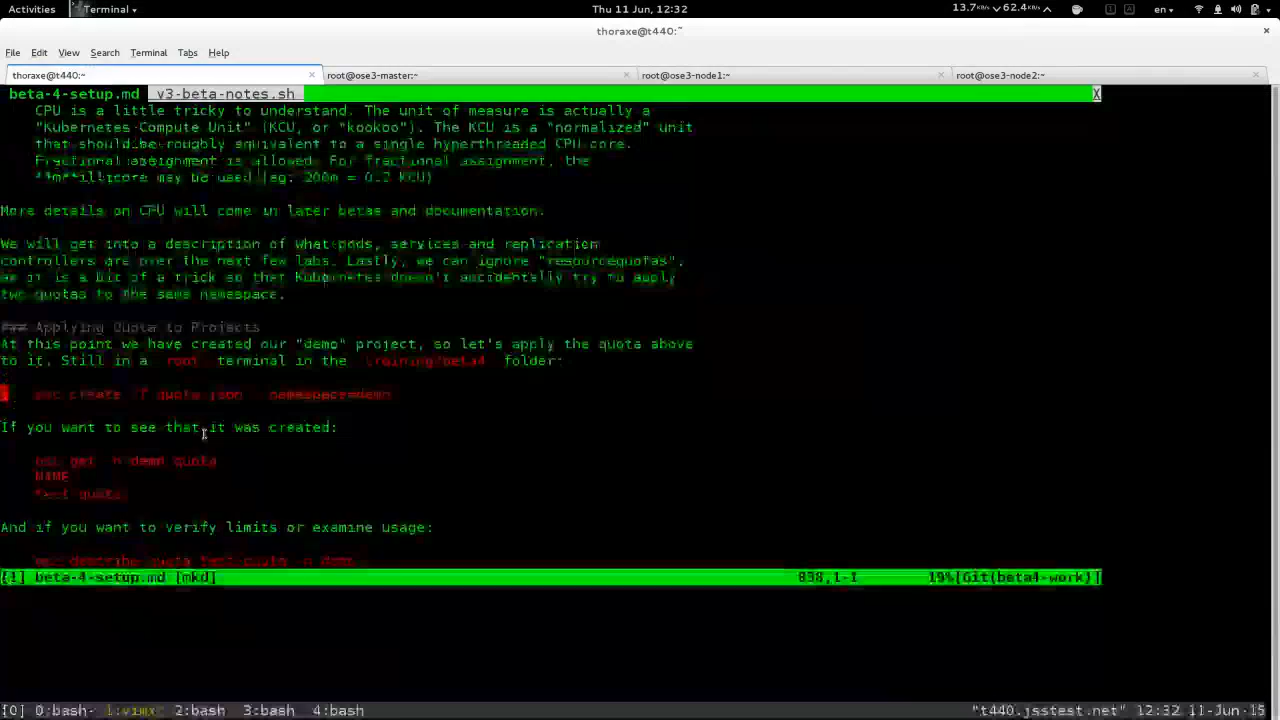 Activities
Terminal
Thu 11 Jun, 12:32
13.7 KB/s 62.4 KB/s
en
thoraxe@t440:~
File Edit View Search Terminal Tabs Help
thoraxe@t440:~
root@ose3-master:~
root@ose3-node1:~
root@ose3-node2:~
beta-4-setup.md v3-beta-notes.sh X
CPU is a little tricky to understand. The unit of measure is actually a
"Kubernetes Compute Unit" (KCU, or "kookoo"). The KCU is a "normalized" unit
that should be roughly equivalent to a single hyperthreaded CPU core.
Fractional assignment is allowed. For fractional assignment, the
may be used (eg. 200m = 0.2 KCU)
More details on CPU will come in later betas and documentation.
We will get into a description of what pods, services and replication
controllers are over the next few labs. Lastly, we can ignore "resourcequotas",
as it is a bit of a trick so that Kubernetes doesn't accidentally try to apply
two quotas to the same namespace.
### Applying Quota to Projects
At this point we have created our "demo" project, so let's apply the quota above
to it. Still in a root terminal in the training/beta4 folder:
osc create -f quota.json --namespace=demo
If you want to see that it was created:
osc get -n demo quota
NAME
test-quota
And if you want to verify limits or examine usage:
osc describe quota test-quota -n demo
{1} beta-4-setup.md [mkd] 838,1-1 19%[Git(beta4-work)]
[0] 0:bash- 1:vim* 2:bash 3:bash 4:bash "t440.jsstest.net" 12:32 11-Jun-15